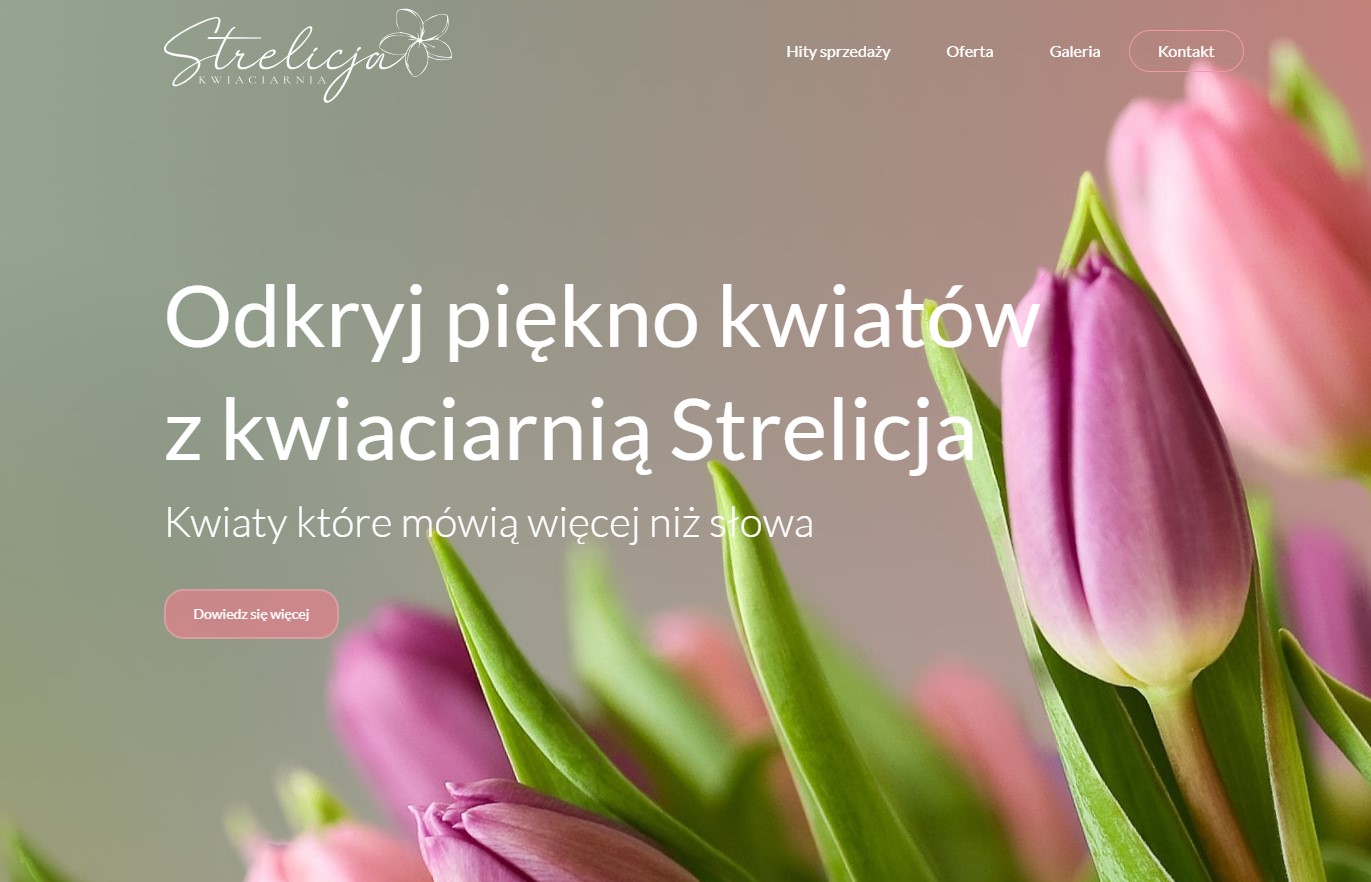 Strelicja
KWIACIARNIA
Hity sprzedaży
Oferta
Galeria
Kontakt
Odkryj piękno kwiatów
z kwiaciarnią Strelicja
Kwiaty które mówią więcej niż słowa
Dowiedz się więcej